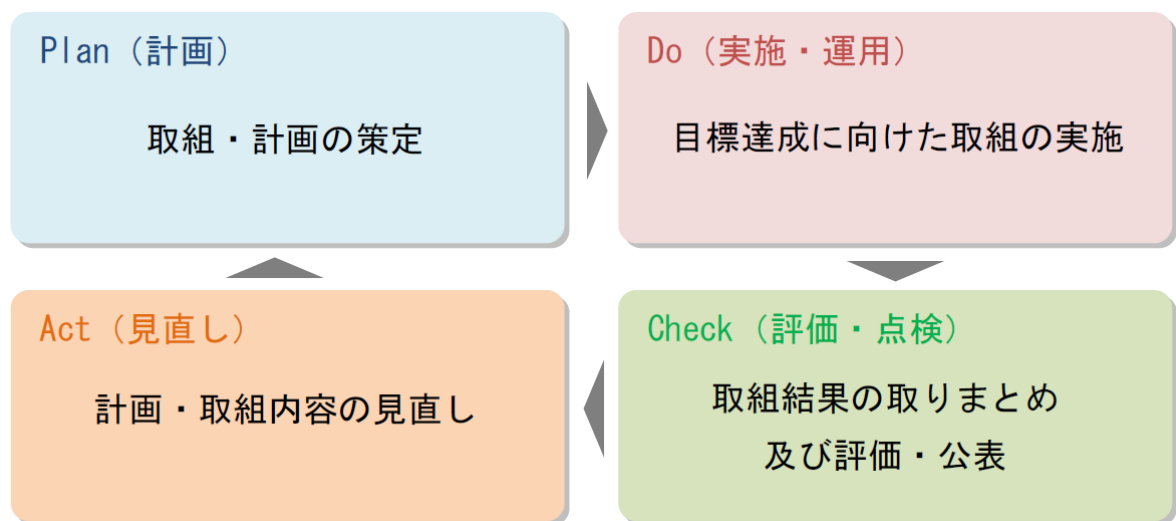 Plan（計画）
取組・計画の策定
Do（実施・運用）
目標達成に向けた取組の実施
Check（評価・点検）
取組結果の取りまとめ
及び評価・公表
Act（見直し）
計画・取組内容の見直し